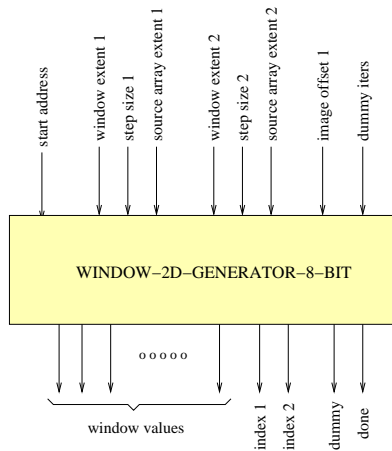 start address
window extent 1
step size 1
source array extent 1
window extent 2
step size 2
source array extent 2
image offset 1
dummy iters
WINDOW−2D−GENERATOR−8−BIT
o o o o o
window values
index 1
index 2
dummy
done